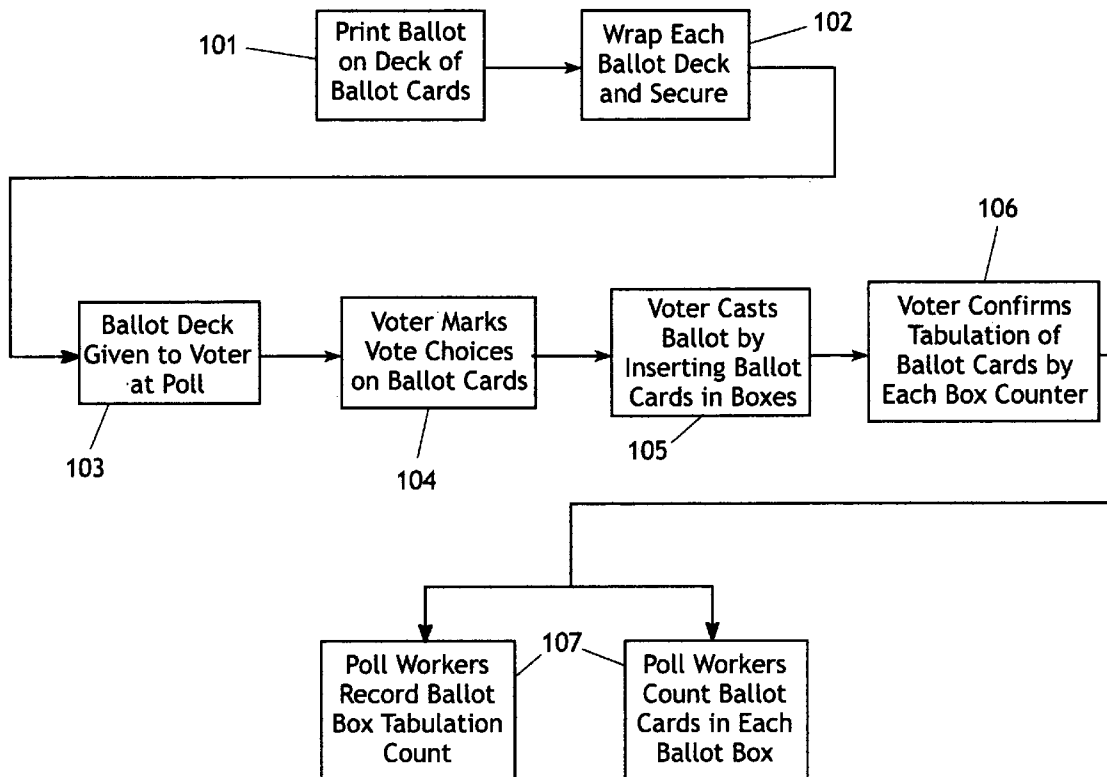 101
Print Ballot
on Deck of
Ballot Cards
Wrap Each
Ballot Deck
and Secure
102
106
Ballot Deck
Given to Voter
at Poll
103
Voter Marks
Vote Choices
on Ballot Cards
104
Voter Casts
Ballot by
Inserting Ballot
Cards in Boxes
105
Voter Confirms
Tabulation of
Ballot Cards by
Each Box Counter
Poll Workers
Record Ballot
Box Tabulation
Count
107
Poll Workers
Count Ballot
Cards in Each
Ballot Box